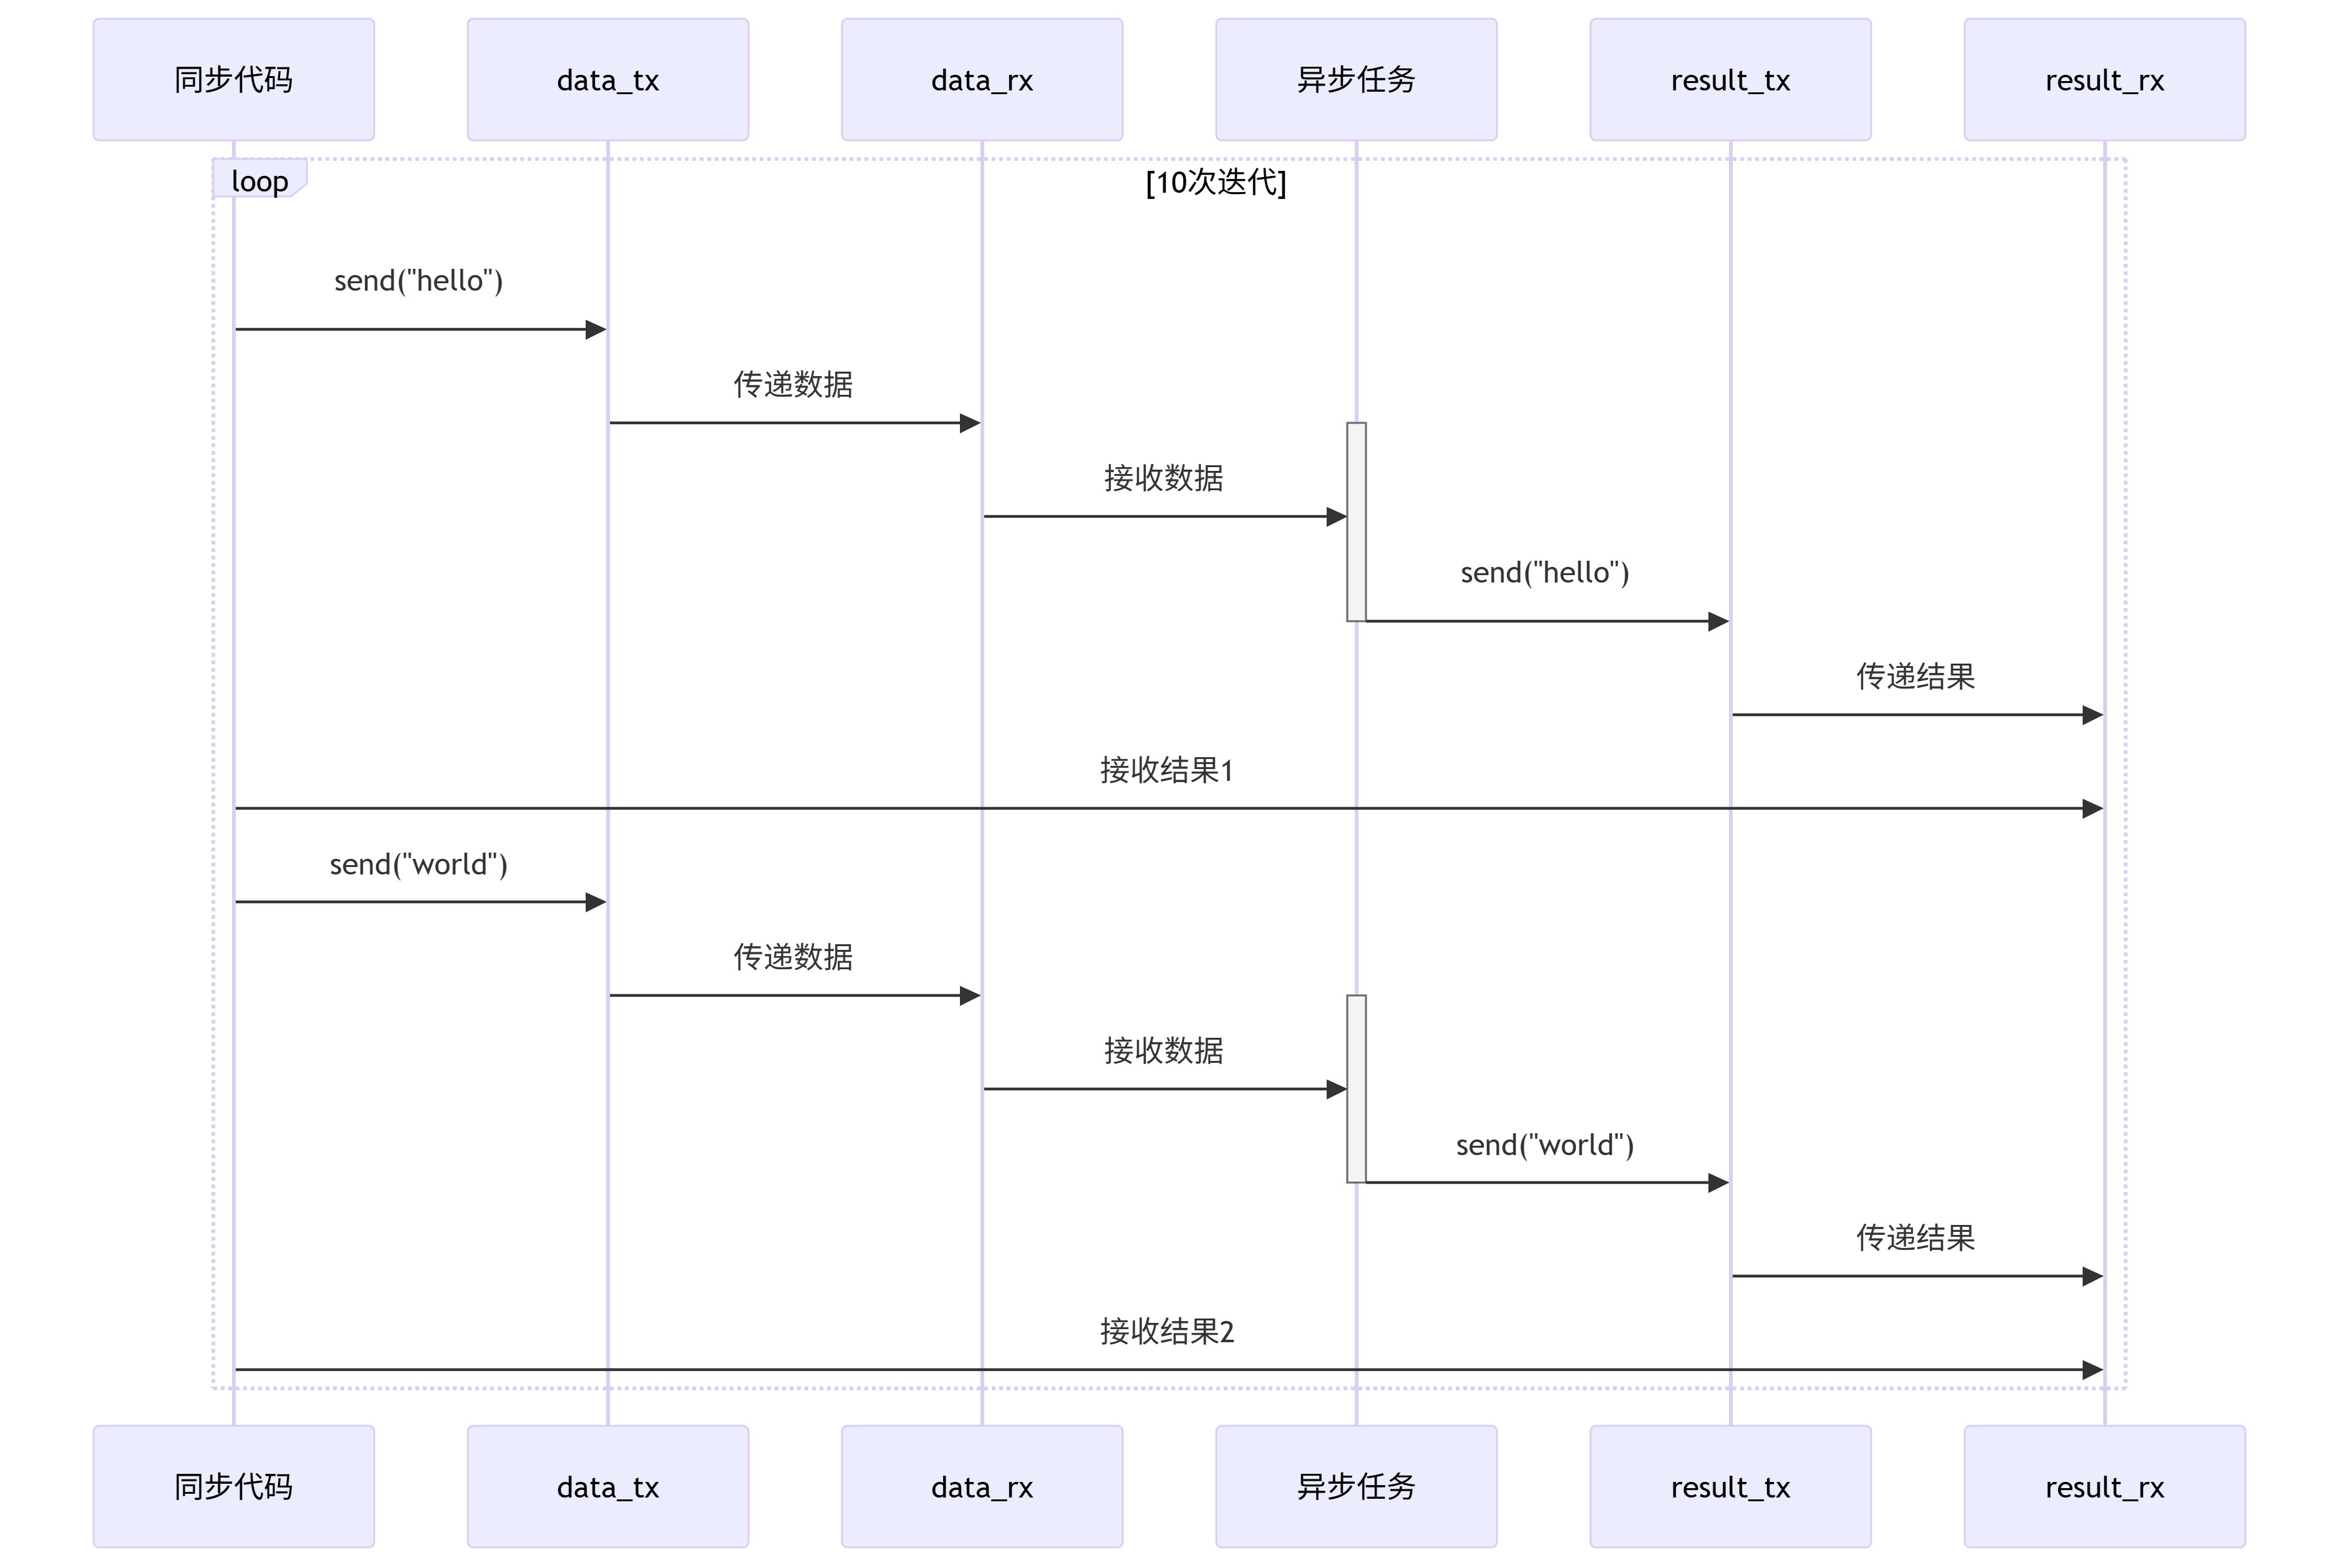 同步代码
data_tx
data_rx
异步任务
result_tx
result_rx
loop
[10次迭代]
send("hello")
传递数据
接收数据
send("hello")
传递结果
接收结果1
send("world")
传递数据
接收数据
send("world")
传递结果
接收结果2
同步代码
data_tx
data_rx
异步任务
result_tx
result_rx